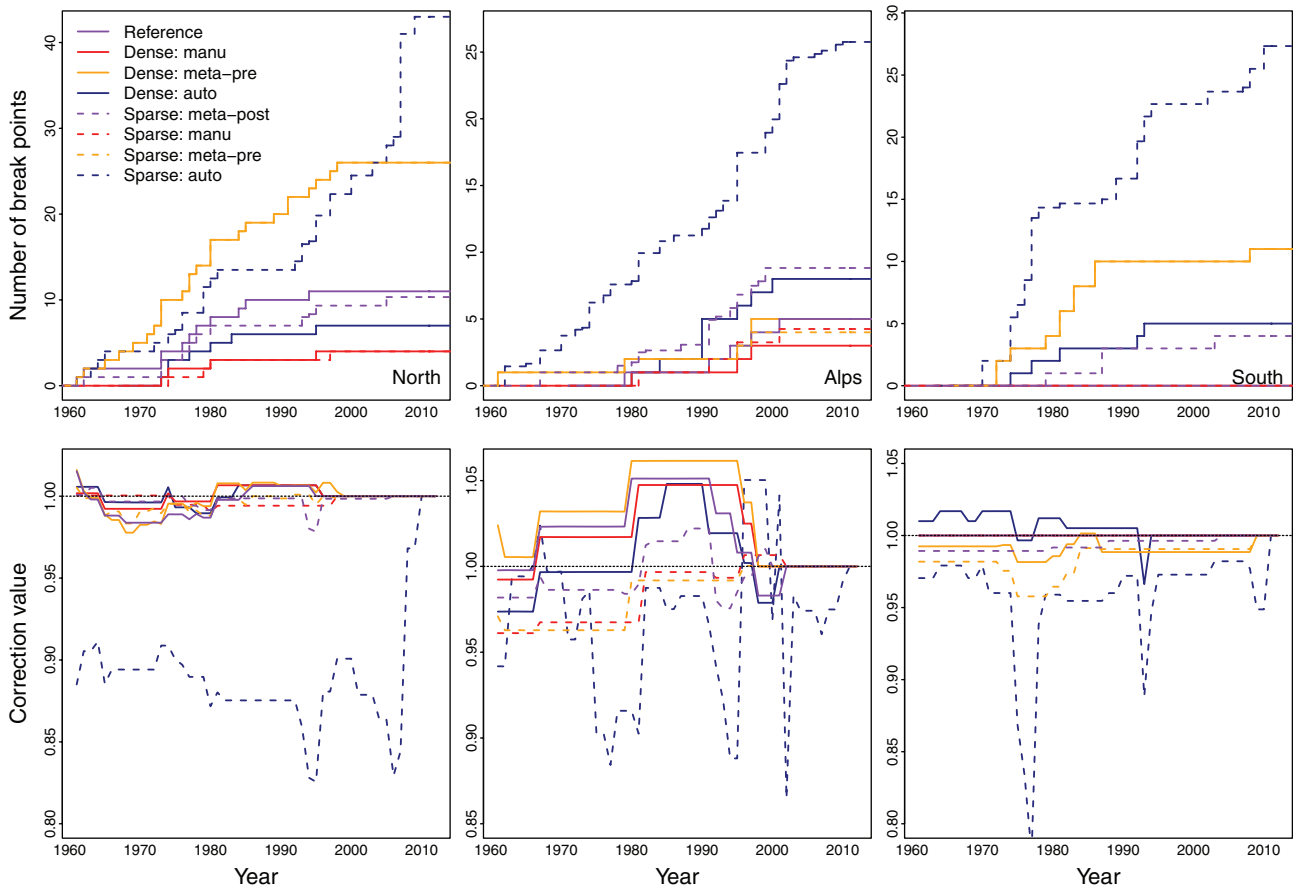 Number of break points
0 10 20 30 40
Reference
Dense: manu
Dense: meta-pre
Dense: auto
Sparse: meta-post
Sparse: manu
Sparse: meta-pre
Sparse: auto
North
1960 1970 1980 1990 2000 2010
0 5 10 15 20 25
Alps
1960 1970 1980 1990 2000 2010
0 5 10 15 20 25 30
South
1960 1970 1980 1990 2000 2010
Correction value
0.80 0.85 0.90 0.95 1.00
1960 1970 1980 1990 2000 2010
Year
0.85 0.90 0.95 1.00 1.05
1960 1970 1980 1990 2000 2010
Year
0.80 0.85 0.90 0.95 1.00 1.05
1960 1970 1980 1990 2000 2010
Year